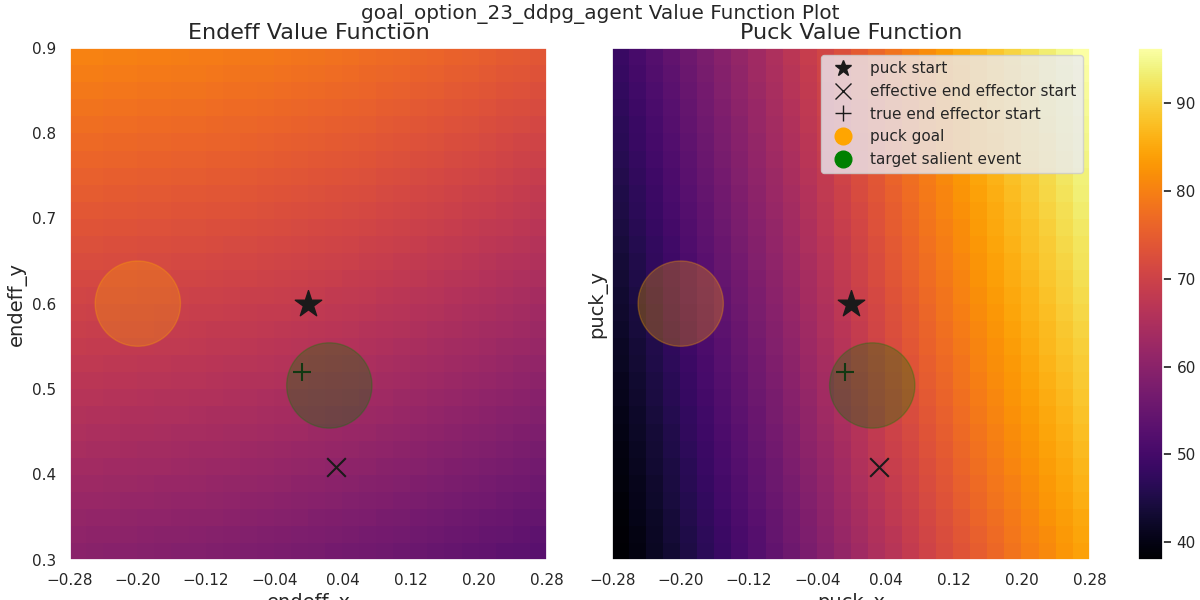 goal_option_23_ddpg_agent Value Function Plot
Endeff Value Function
Puck Value Function
0.9
0.8
0.7
0.6
0.5
0.4
0.3
endeff_y
−0.28 −0.20 −0.12 −0.04 0.04 0.12 0.20 0.28
endeff_x
puck_y
puck start
effective end effector start
true end effector start
puck goal
target salient event
−0.28 −0.20 −0.12 −0.04 0.04 0.12 0.20 0.28
puck_x
90
80
70
60
50
40